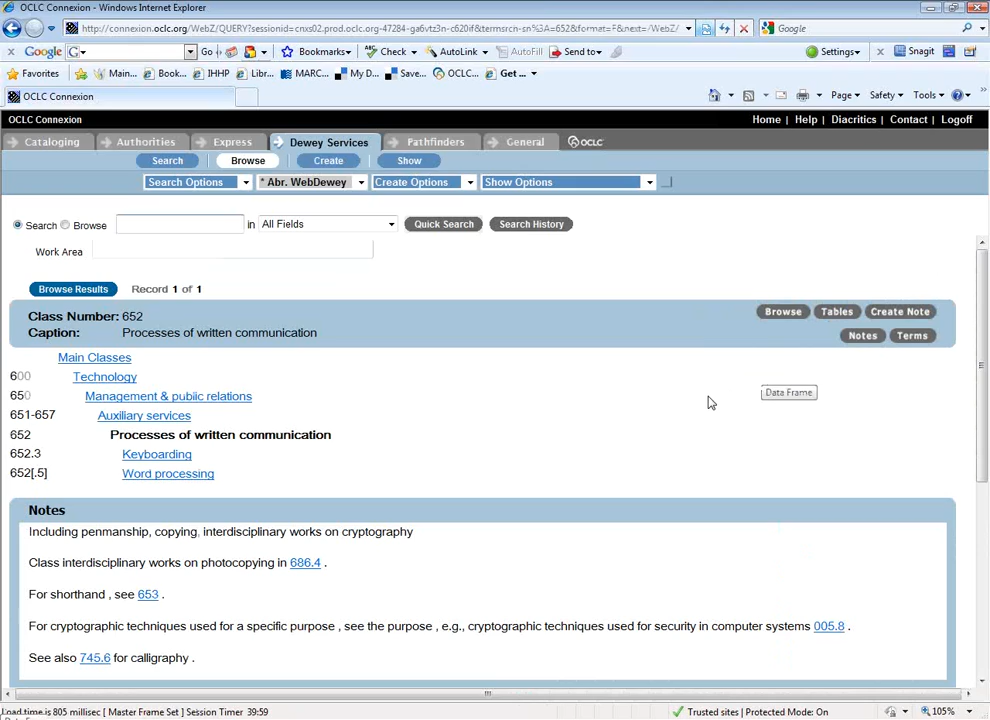 OCLC Connexion - Windows Internet Explorer
http://connexion.oclc.org/WebZ/QUERY?sessionid=cnxs02.prod.oclc.org-47284-ga6vtz3n-c620if&termsrch-sn%3A=652&format=F&next=/WebZ/
Google
Google G Go Bookmarks Check AutoLink AutoFill Send to Settings Snagit
Favorites Main... Book... IHHP Libr... MARC... My D... Save... OCLC... Get ...
OCLC Connexion Page Safety Tools
OCLC Connexion Home Help Diacritics Contact Logoff
Cataloging Authorities Express Dewey Services Pathfinders General OCLC
Search Browse Create Show
Search Options * Abr. WebDewey Create Options Show Options
Search Browse in All Fields Quick Search Search History
Work Area
Browse Results Record 1 of 1
Class Number: 652 Browse Tables Create Note
Caption: Processes of written communication Notes Terms
Main Classes
600 Technology
650 Management & public relations
651-657 Auxiliary services
652 Processes of written communication
652.3 Keyboarding
652[.5] Word processing
Data Frame
Notes
Including penmanship, copying, interdisciplinary works on cryptography
Class interdisciplinary works on photocopying in 686.4 .
For shorthand , see 653 .
For cryptographic techniques used for a specific purpose , see the purpose , e.g., cryptographic techniques used for security in computer systems 005.8 .
See also 745.6 for calligraphy .
Load time is 805 millisec [ Master Frame Set ] Session Timer 39:59 Trusted sites | Protected Mode: On 105%